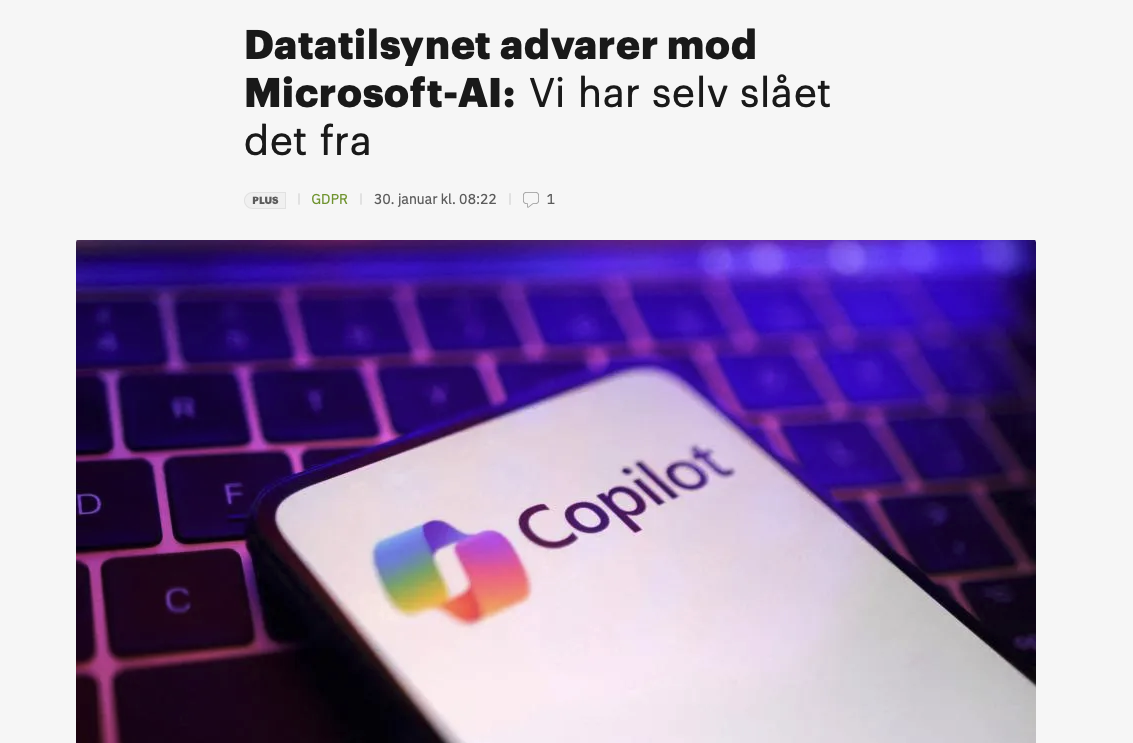 Datatilsynet advarer mod
Microsoft-AI: Vi har selv slået
det fra
PLUS GDPR 30. januar kl. 08:22 1
R
D F
Copilot
C